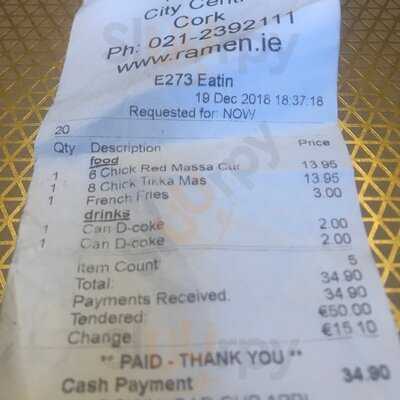 City Cent
Cork
Ph: 021-2392111
www.ramen.ie
E273 Eatin
19 Dec 2018 18:37:18
Requested for: NOW
20
Qty Description Price
food
1 6 Chick Red Massa Cur 13.95
1 8 Chick Tikka Mas 13.95
1 French Fries 3.00
drinks
1 Can D-coke 2.00
1 Can D-coke 2.00
Item Count 5
Total: 34.90
Payments Received: 34.90
Tendered: €50.00
Change: €15.10
** PAID - THANK YOU **
Cash Payment 34.90